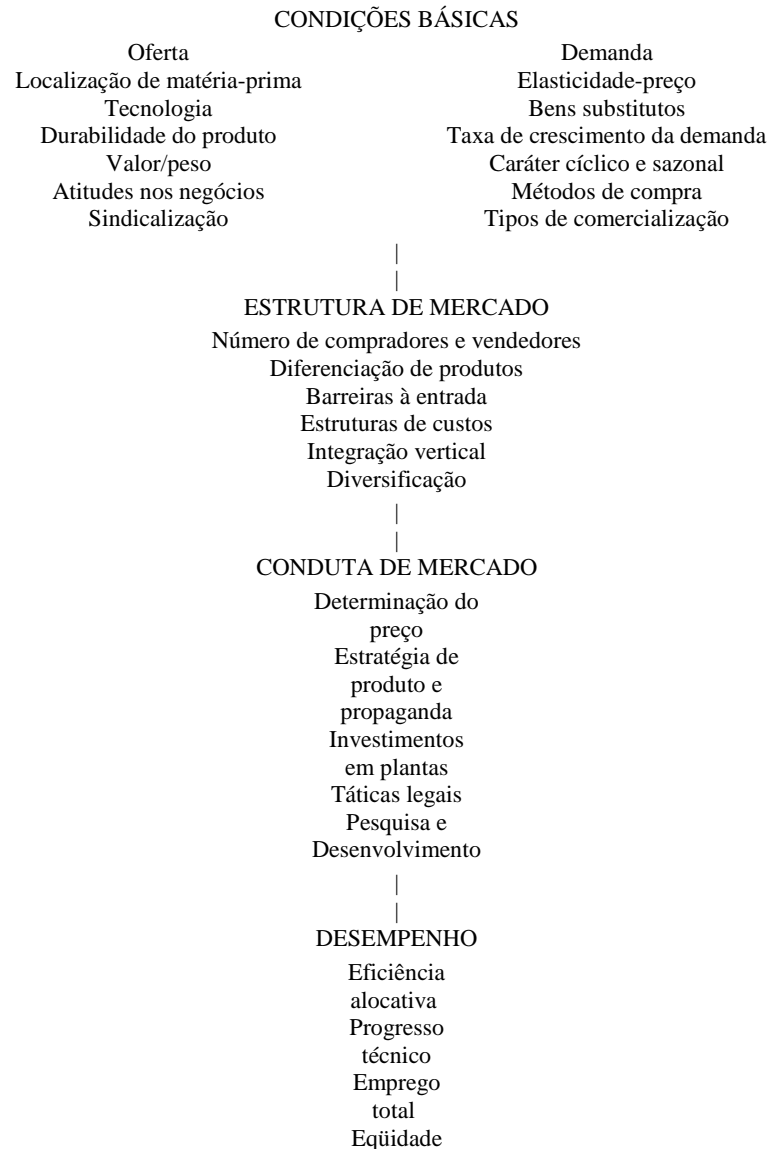 CONDIÇÕES BÁSICAS
Oferta
Localização de matéria-prima
Tecnologia
Durabilidade do produto
Valor/peso
Atitudes nos negócios
Sindicalização
Demanda
Elasticidade-preço
Bens substitutos
Taxa de crescimento da demanda
Caráter cíclico e sazonal
Métodos de compra
Tipos de comercialização
|
|
ESTRUTURA DE MERCADO
Número de compradores e vendedores
Diferenciação de produtos
Barreiras à entrada
Estruturas de custos
Integração vertical
Diversificação
|
|
CONDUTA DE MERCADO
Determinação do
preço
Estratégia de
produto e
propaganda
Investimentos
em plantas
Táticas legais
Pesquisa e
Desenvolvimento
|
|
DESEMPENHO
Eficiência
alocativa
Progresso
técnico
Emprego
total
Eqüidade